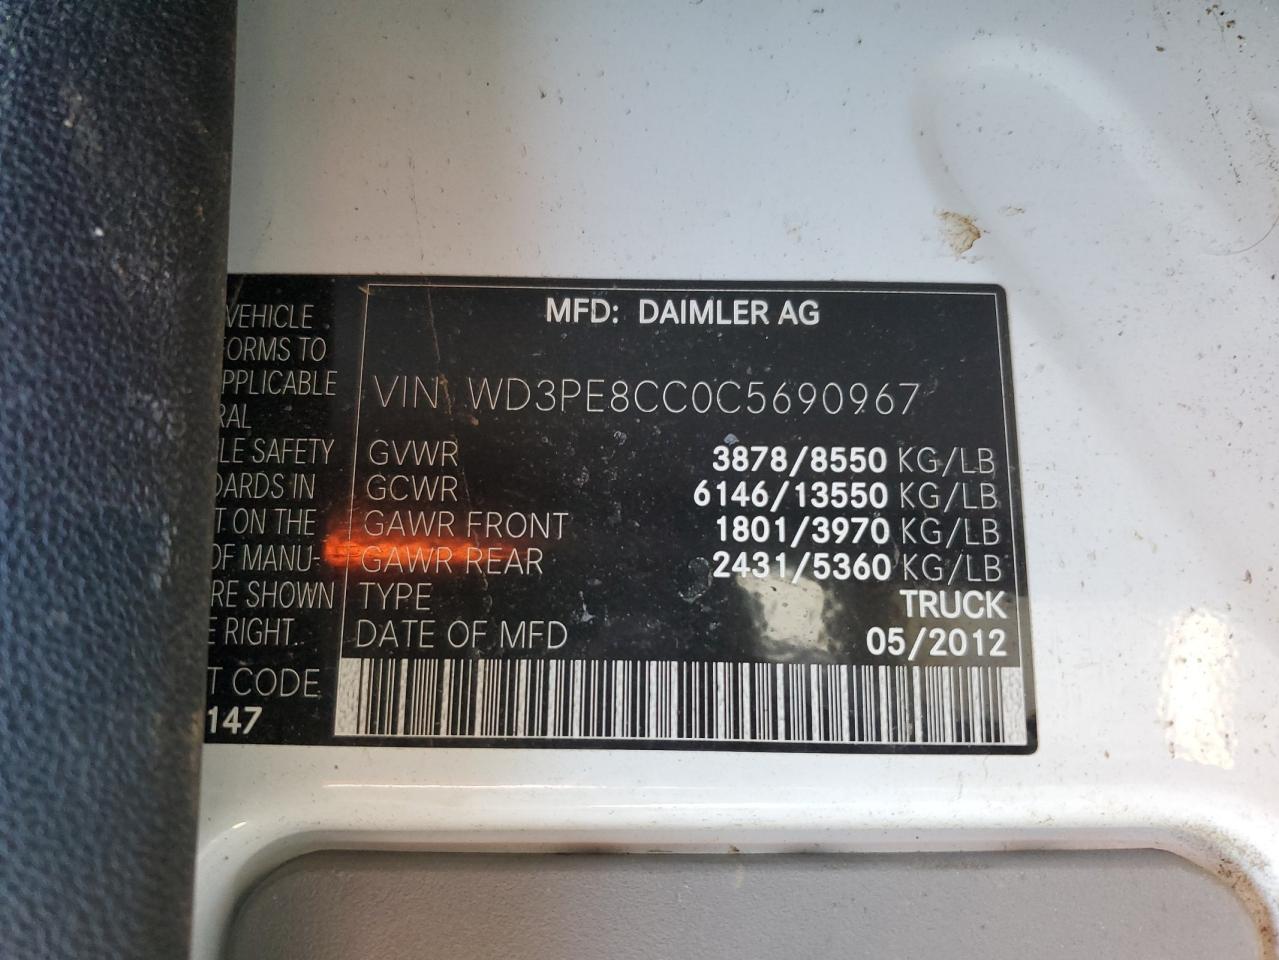 VEHICLE
FORMS TO
PPLICABLE
RAL
LE SAFETY
DARDS IN
T ON THE
OF MANU-
RE SHOWN
E RIGHT.
T CODE
147
MFD: DAIMLER AG
VIN WD3PE8CC0C5690967
GVWR 3878/8550 KG/LB
GCWR 6146/13550 KG/LB
GAWR FRONT 1801/3970 KG/LB
GAWR REAR 2431/5360 KG/LB
TYPE TRUCK
DATE OF MFD 05/2012